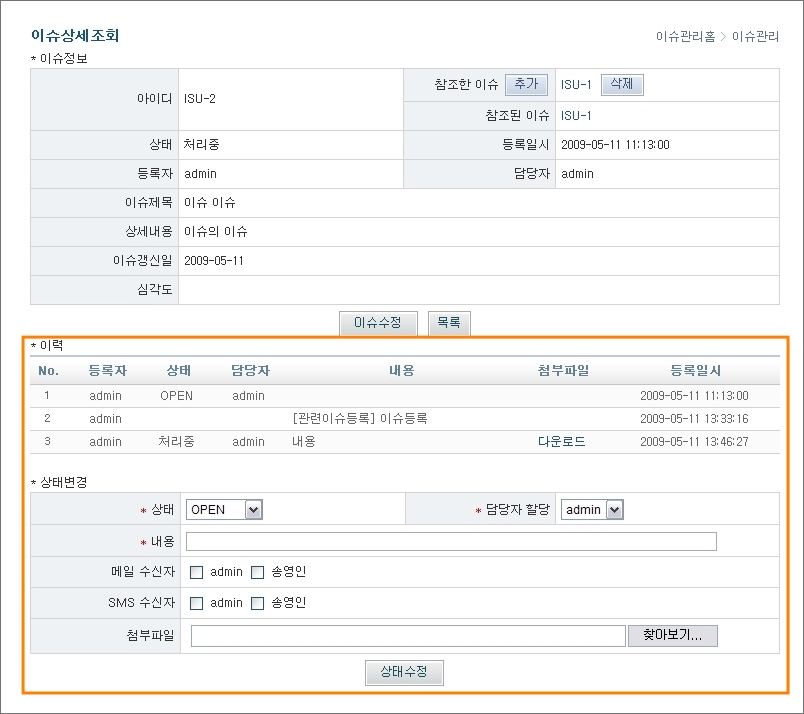 이슈상세조회
이슈관리홈 > 이슈관리
* 이슈정보
아이디 ISU-2 참조한 이슈 추가 ISU-1 삭제
참조된 이슈 ISU-1
상태 처리중 등록일시 2009-05-11 11:13:00
등록자 admin 담당자 admin
이슈제목 이슈 이슈
상세내용 이슈의 이슈
이슈갱신일 2009-05-11
심각도
이슈수정 목록
* 이력
No. 등록자 상태 담당자 내용 첨부파일 등록일시
1 admin OPEN admin 2009-05-11 11:13:00
2 admin [관련이슈등록] 이슈등록 2009-05-11 13:33:16
3 admin 처리중 admin 내용 다운로드 2009-05-11 13:46:27
* 상태변경
* 상태 OPEN * 담당자 할당 admin
* 내용
메일 수신자 admin 송영인
SMS 수신자 admin 송영인
첨부파일 찾아보기...
상태수정